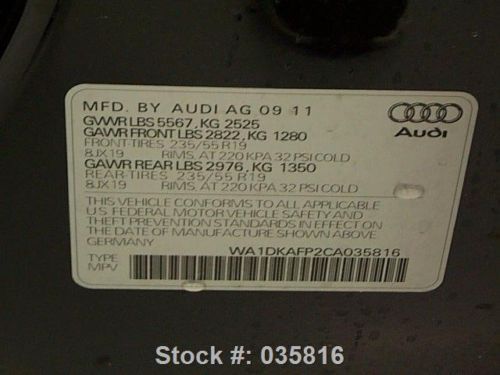 MFD. BY AUDI AG 09 11
GVWR LBS 5567, KG 2525
GAWR FRONT LBS 2822, KG 1280
FRONT-TIRES 235/55 R19
8JX19 RIMS, AT 220 KPA 32 PSI COLD
GAWR REAR LBS 2976, KG 1350
REAR-TIRES 235/55 R19
8JX19 RIMS, AT 220 KPA 32 PSI COLD
THIS VEHICLE CONFORMS TO ALL APPLICABLE
U.S FEDERAL MOTOR VEHICLE SAFETY AND
THEFT PREVENTION STANDARDS IN EFFECT ON
THE DATE OF MANUFACTURE SHOWN ABOVE
GERMANY
WA1DKAFP2CA035816
TYPE
MPV
Audi
Stock #: 035816